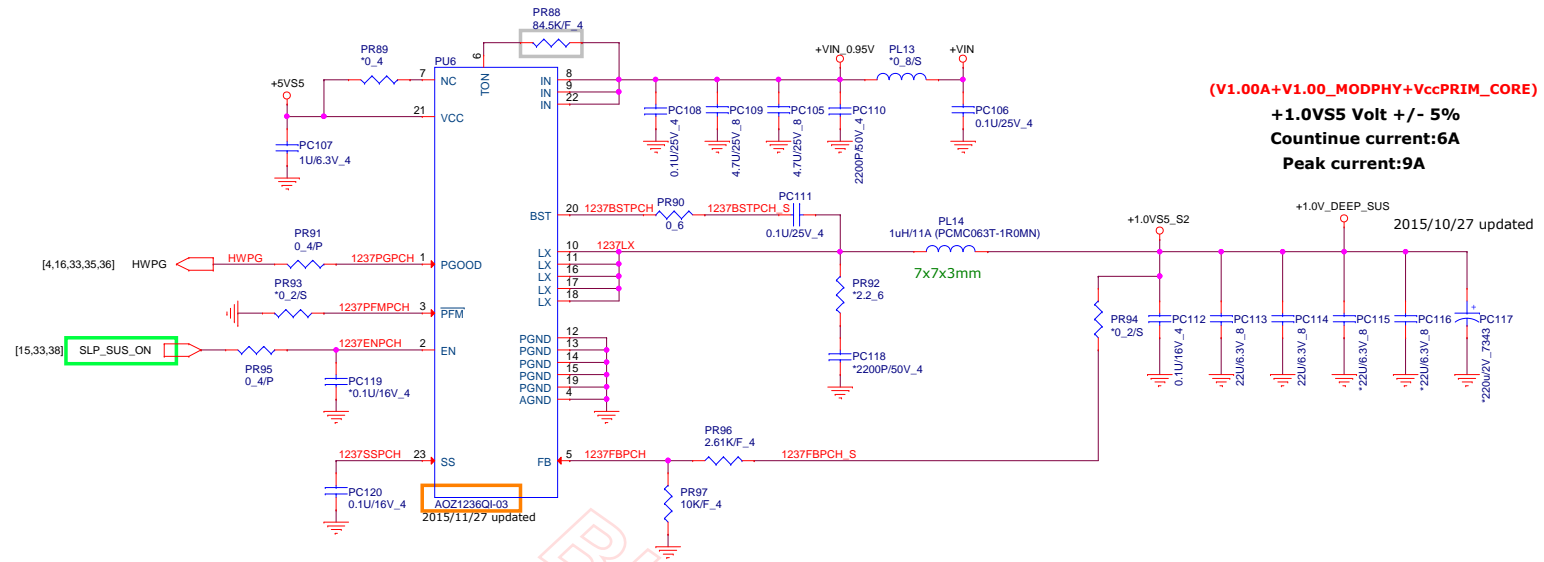 PR88
84.5K/F_4
PR89
*0_4
+5VS5
PC107
1U/6.3V_4
PU6
7
NC
21
VCC
6
TON
IN
8
IN
9
IN
22
+VIN_0.95V
PL13
*0_8/S
+VIN
PC108
0.1U/25V_4
PC109
4.7U/25V_8
PC105
4.7U/25V_8
PC110
2200P/50V_4
PC106
0.1U/25V_4
(V1.00A+V1.00_MODPHY+VccPRIM_CORE)
+1.0VS5 Volt +/- 5%
Countinue current:6A
Peak current:9A
BST
20
1237BSTPCH
PR90
0_6
1237BSTPCH_S
PC111
0.1U/25V_4
LX
10
LX
11
LX
16
LX
17
LX
18
1237LX
PL14
1uH/11A (PCMC063T-1R0MN)
7x7x3mm
PR92
*2.2_6
PC118
*2200P/50V_4
+1.0VS5_S2
+1.0V_DEEP_SUS
2015/10/27 updated
PR94
*0_2/S
PC112
0.1U/16V_4
PC113
22U/6.3V_8
PC114
22U/6.3V_8
PC115
*22U/6.3V_8
PC116
*22U/6.3V_8
+
PC117
*220u/2V_7343
[4,16,33,35,36]
HWPG
HWPG
PR91
0_4/P
1237PGPCH
1
PGOOD
PR93
*0_2/S
1237PFMPCH
3
PFM
[15,33,38]
SLP_SUS_ON
PR95
0_4/P
1237ENPCH
2
EN
PC119
*0.1U/16V_4
PGND
12
PGND
13
PGND
14
PGND
15
PGND
19
AGND
4
1237SSPCH
23
SS
PC120
0.1U/16V_4
FB
5
1237FBPCH
PR96
2.61K/F_4
1237FBPCH_S
PR97
10K/F_4
AOZ1236QI-03
2015/11/27 updated